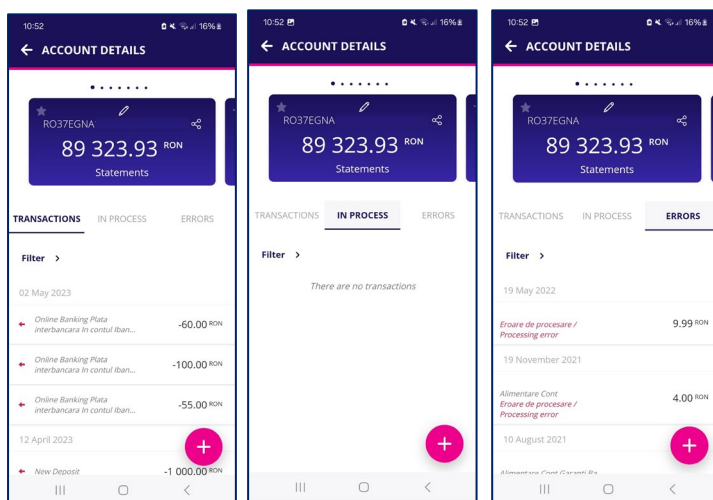 10:52
16%
ACCOUNT DETAILS
RO37EGNA
89 323.93 RON
Statements
TRANSACTIONS IN PROCESS ERRORS
Filter >
02 May 2023
Online Banking Plata
interbancara In contul Iban...
-60.00 RON
Online Banking Plata
interbancara In contul Iban...
-100.00 RON
Online Banking Plata
interbancara In contul Iban...
-55.00 RON
12 April 2023
New Deposit
-1 000.00 RON
10:52
16%
ACCOUNT DETAILS
RO37EGNA
89 323.93 RON
Statements
TRANSACTIONS IN PROCESS ERRORS
Filter >
There are no transactions
10:52
16%
ACCOUNT DETAILS
RO37EGNA
89 323.93 RON
Statements
TRANSACTIONS IN PROCESS ERRORS
Filter >
19 May 2022
Eroare de procesare /
Processing error
9.99 RON
19 November 2021
Alimentare Cont
Eroare de procesare /
Processing error
4.00 RON
10 August 2021
Alimentare Cont Garanti Ba